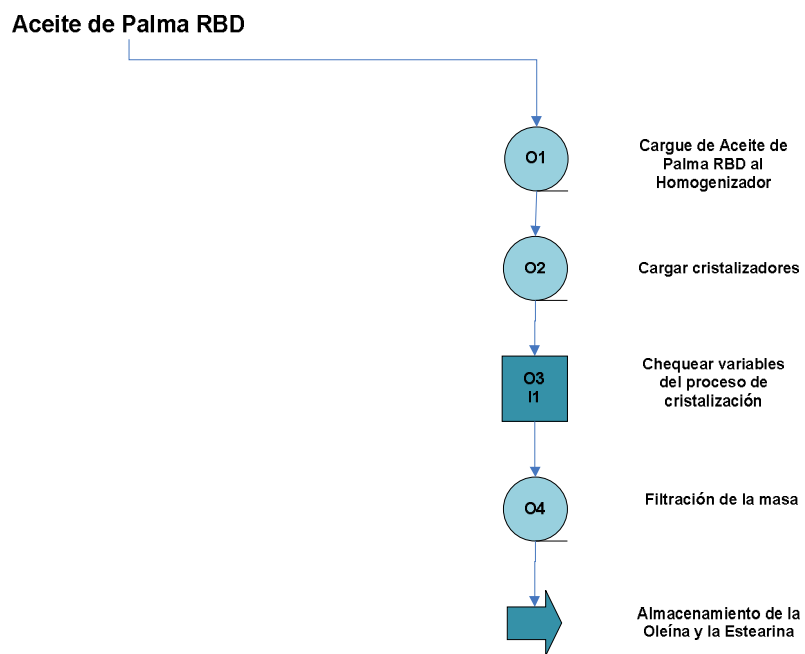 Aceite de Palma RBD
O1
Cargue de Aceite de
Palma RBD al
Homogenizador
O2
Cargar cristalizadores
O3
I1
Chequear variables
del proceso de
cristalización
O4
Filtración de la masa
Almacenamiento de la
Oleína y la Estearina